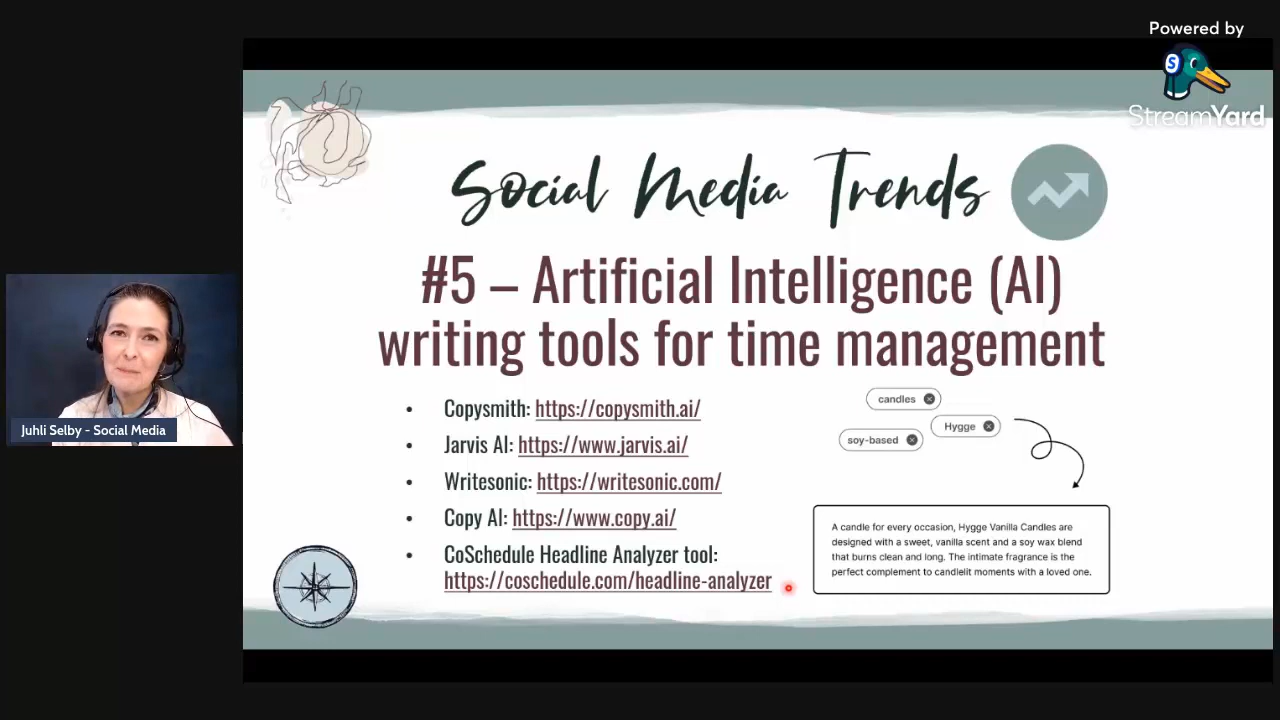 Powered by
StreamYard
Social Media Trends
#5 – Artificial Intelligence (AI)
writing tools for time management
• Copysmith: https://copysmith.ai/
• Jarvis AI: https://www.jarvis.ai/
• Writesonic: https://writesonic.com/
• Copy AI: https://www.copy.ai/
• CoSchedule Headline Analyzer tool:
https://coschedule.com/headline-analyzer
candles
Hygge
soy-based
A candle for every occasion, Hygge Vanilla Candles are
designed with a sweet, vanilla scent and a soy wax blend
that burns clean and long. The intimate fragrance is the
perfect complement to candlelit moments with a loved one.
Juhli Selby - Social Media